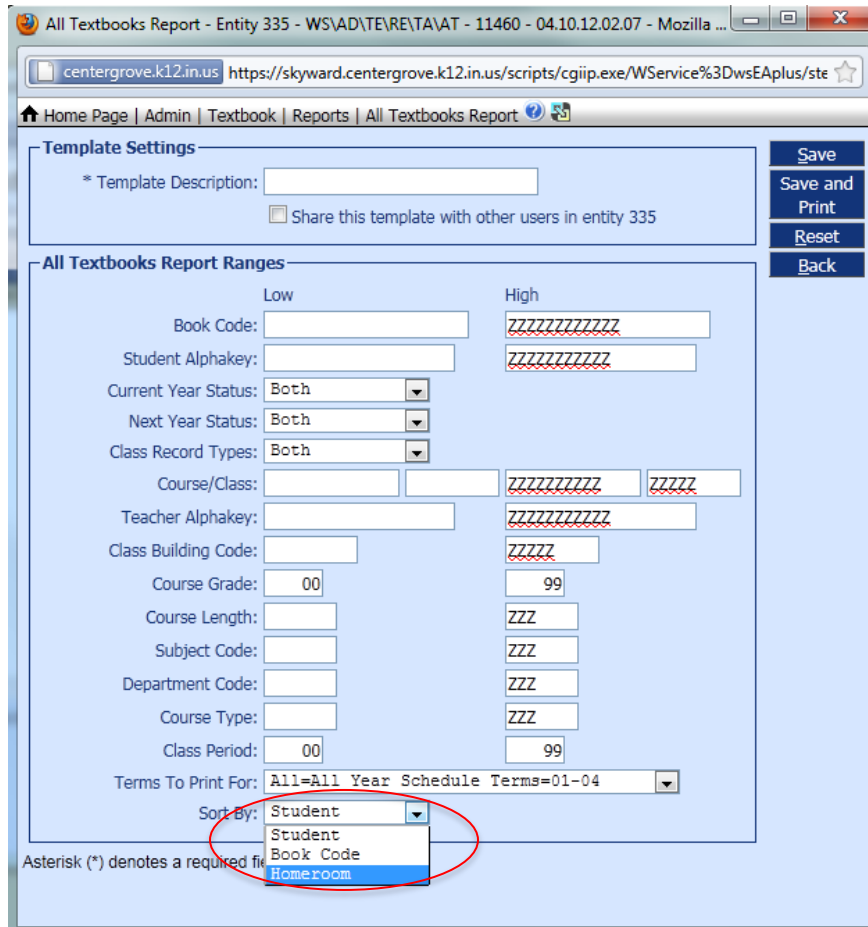 All Textbooks Report - Entity 335 - WS\AD\TE\RE\TA\AT - 11460 - 04.10.12.02.07 - Mozilla ...
centergrove.k12.in.us https://skyward.centergrove.k12.in.us/scripts/cgiip.exe/WService%3DwsEAplus/ste
Home Page | Admin | Textbook | Reports | All Textbooks Report ?
Template Settings
Save
* Template Description:
Save and Print
Share this template with other users in entity 335
Reset
All Textbooks Report Ranges
Back
Low High
Book Code: ZZZZZZZZZZZZ
Student Alphakey: ZZZZZZZZZZZ
Current Year Status: Both
Next Year Status: Both
Class Record Types: Both
Course/Class: ZZZZZZZZZZ ZZZZZ
Teacher Alphakey: ZZZZZZZZZZZ
Class Building Code: ZZZZZ
Course Grade: 00 99
Course Length: ZZZ
Subject Code: ZZZ
Department Code: ZZZ
Course Type: ZZZ
Class Period: 00 99
Terms To Print For: All=All Year Schedule Terms=01-04
Sort By: Student
Student
Book Code
Asterisk (*) denotes a required fie
Homeroom